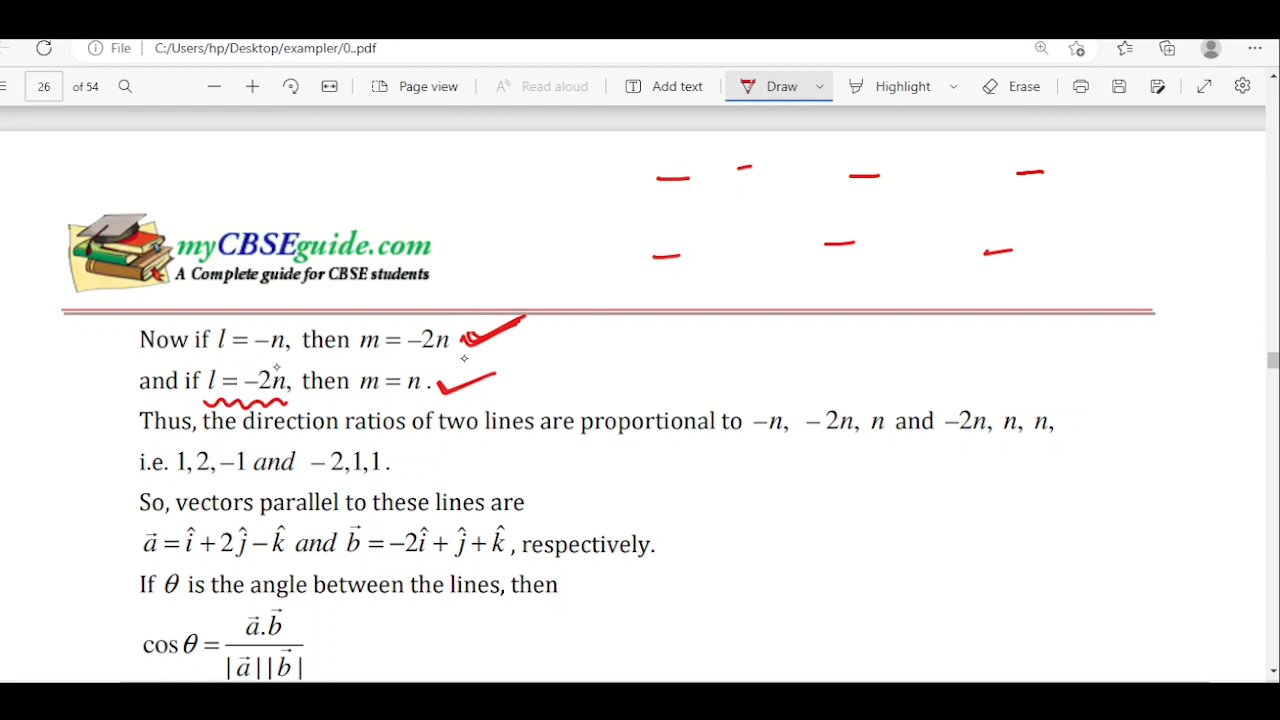 File C:/Users/hp/Desktop/exampler/0..pdf
26 of 54 Page view Read aloud Add text Draw Highlight Erase
myCBSEguide.com
A Complete guide for CBSE students
Now if l = −n, then m = −2n
and if l = −2n, then m = n .
Thus, the direction ratios of two lines are proportional to −n, − 2n, n and −2n, n, n,
i.e. 1, 2, −1 and − 2,1,1 .
So, vectors parallel to these lines are
a⃗ = î + 2ĵ − k̂ and b⃗ = −2î + ĵ + k̂ , respectively.
If θ is the angle between the lines, then
cos θ = a⃗.b⃗ / |a⃗||b⃗|